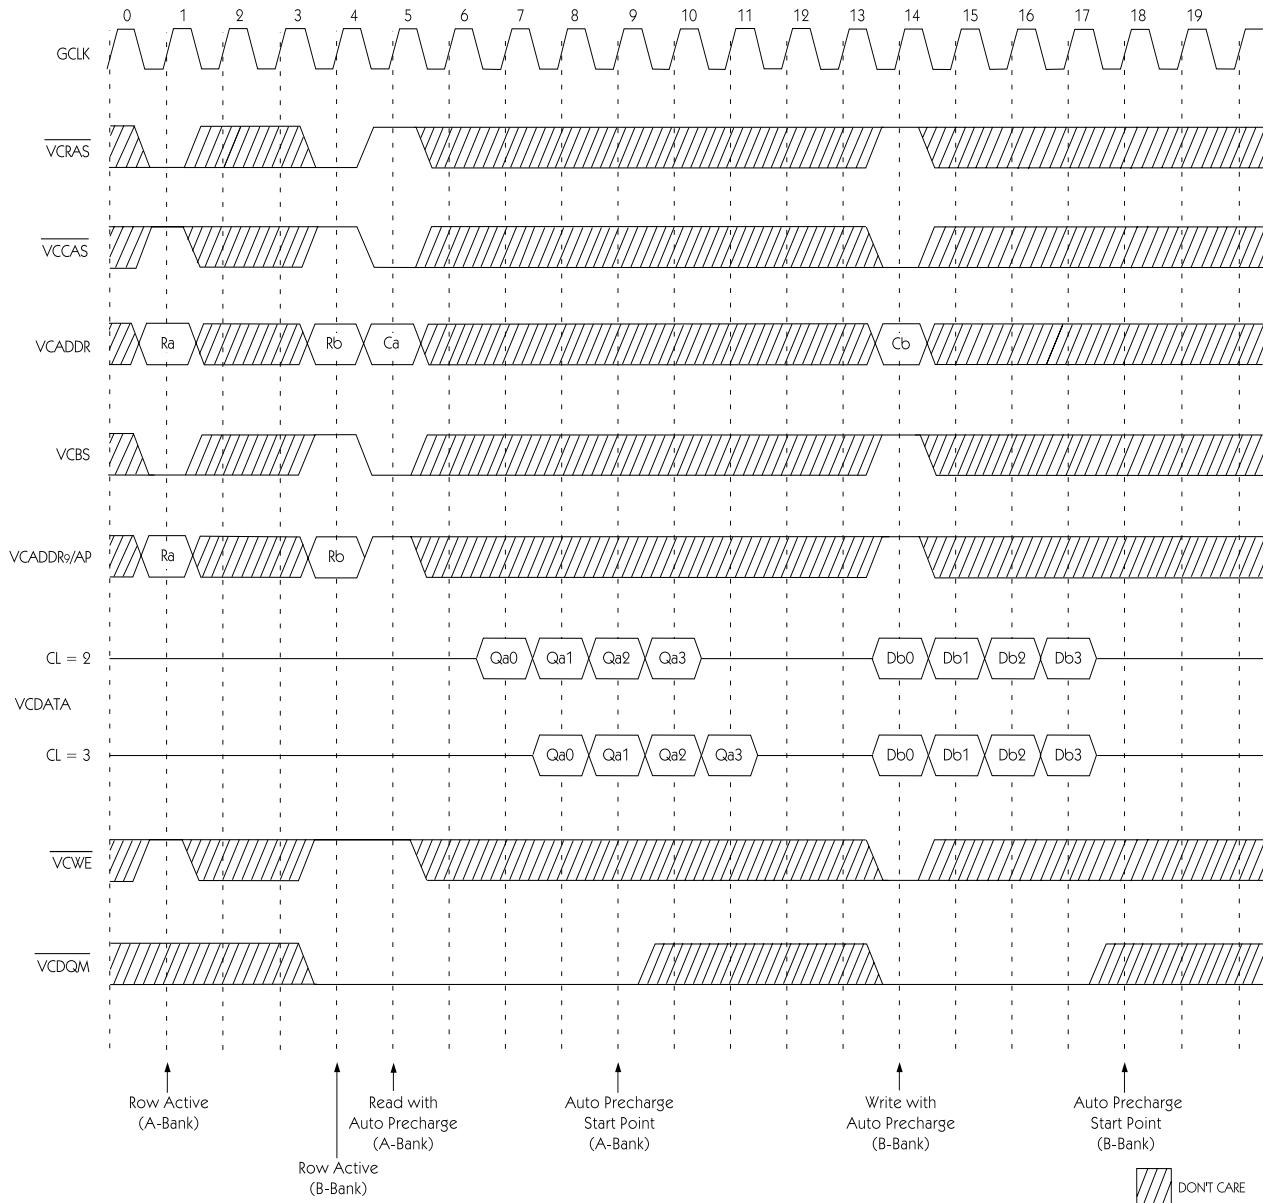 0 1 2 3 4 5 6 7 8 9 10 11 12 13 14 15 16 17 18 19
GCLK
VCRAS
VCCAS
VCADDR Ra Rb Ca Cb
VCBS
VCADDR9/AP Ra Rb
CL = 2 Qa0 Qa1 Qa2 Qa3 Db0 Db1 Db2 Db3
VCDATA
CL = 3 Qa0 Qa1 Qa2 Qa3 Db0 Db1 Db2 Db3
VCWE
VCDQM
Row Active
(A-Bank)
Row Active
(B-Bank)
Read with
Auto Precharge
(A-Bank)
Auto Precharge
Start Point
(A-Bank)
Write with
Auto Precharge
(B-Bank)
Auto Precharge
Start Point
(B-Bank)
DON'T CARE